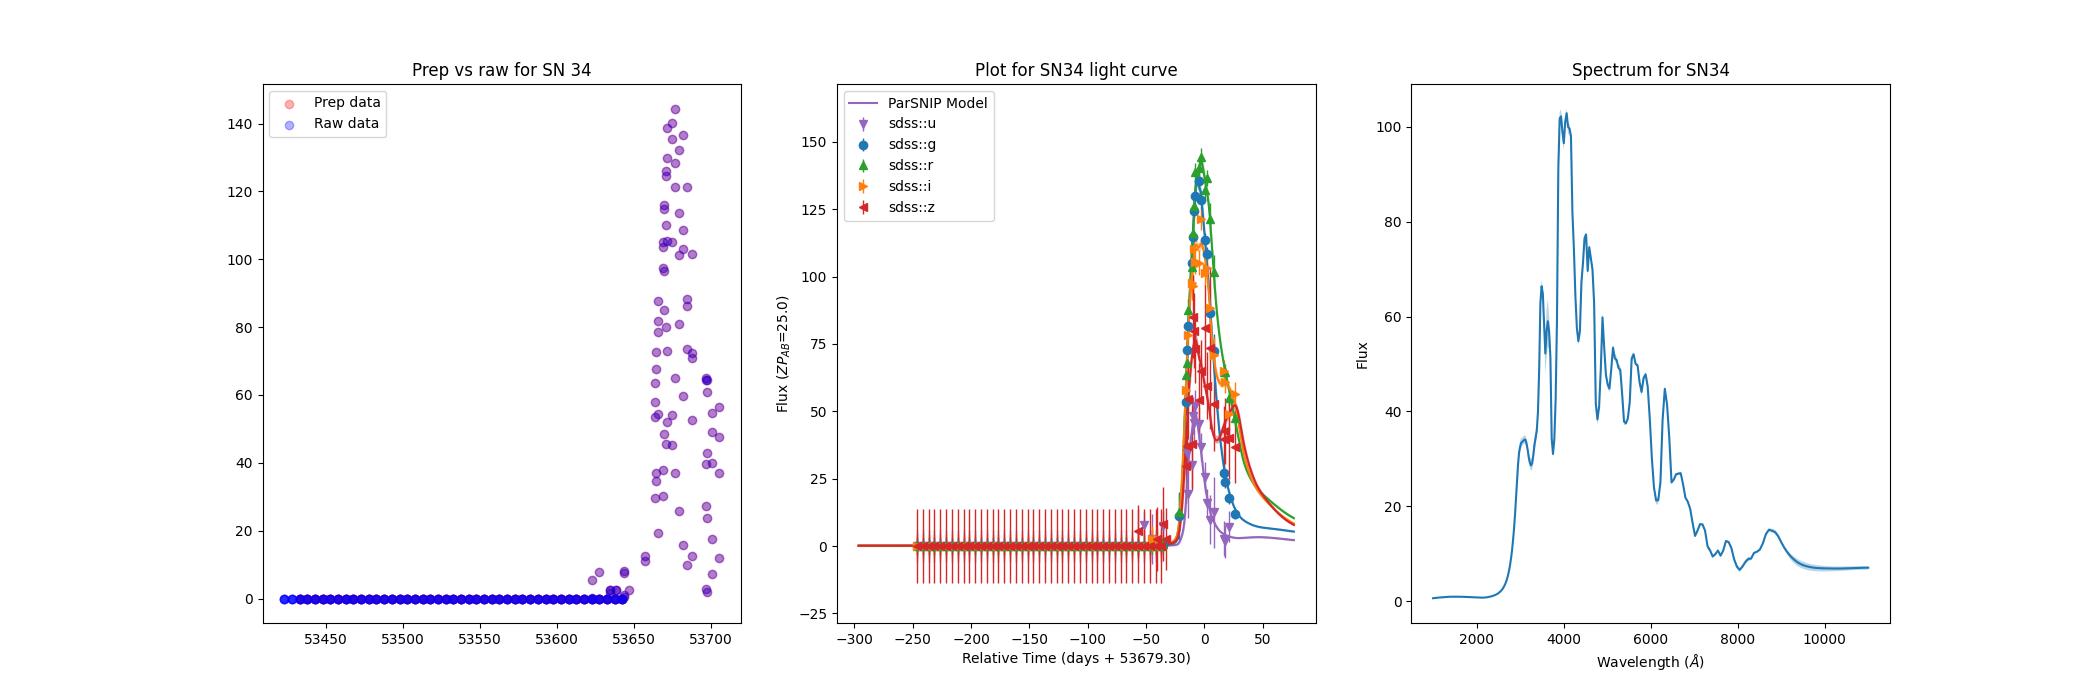 Prep vs raw for SN 34
Prep data
Raw data
140
120
100
80
60
40
20
0
53450
53500
53550
53600
53650
53700
Plot for SN34 light curve
ParSNIP Model
sdss::u
sdss::g
sdss::r
sdss::i
sdss::z
Flux (ZP_AB=25.0)
150
125
100
75
50
25
0
−25
−300
−250
−200
−150
−100
−50
0
50
Relative Time (days + 53679.30)
Spectrum for SN34
Flux
100
80
60
40
20
0
2000
4000
6000
8000
10000
Wavelength (Å)